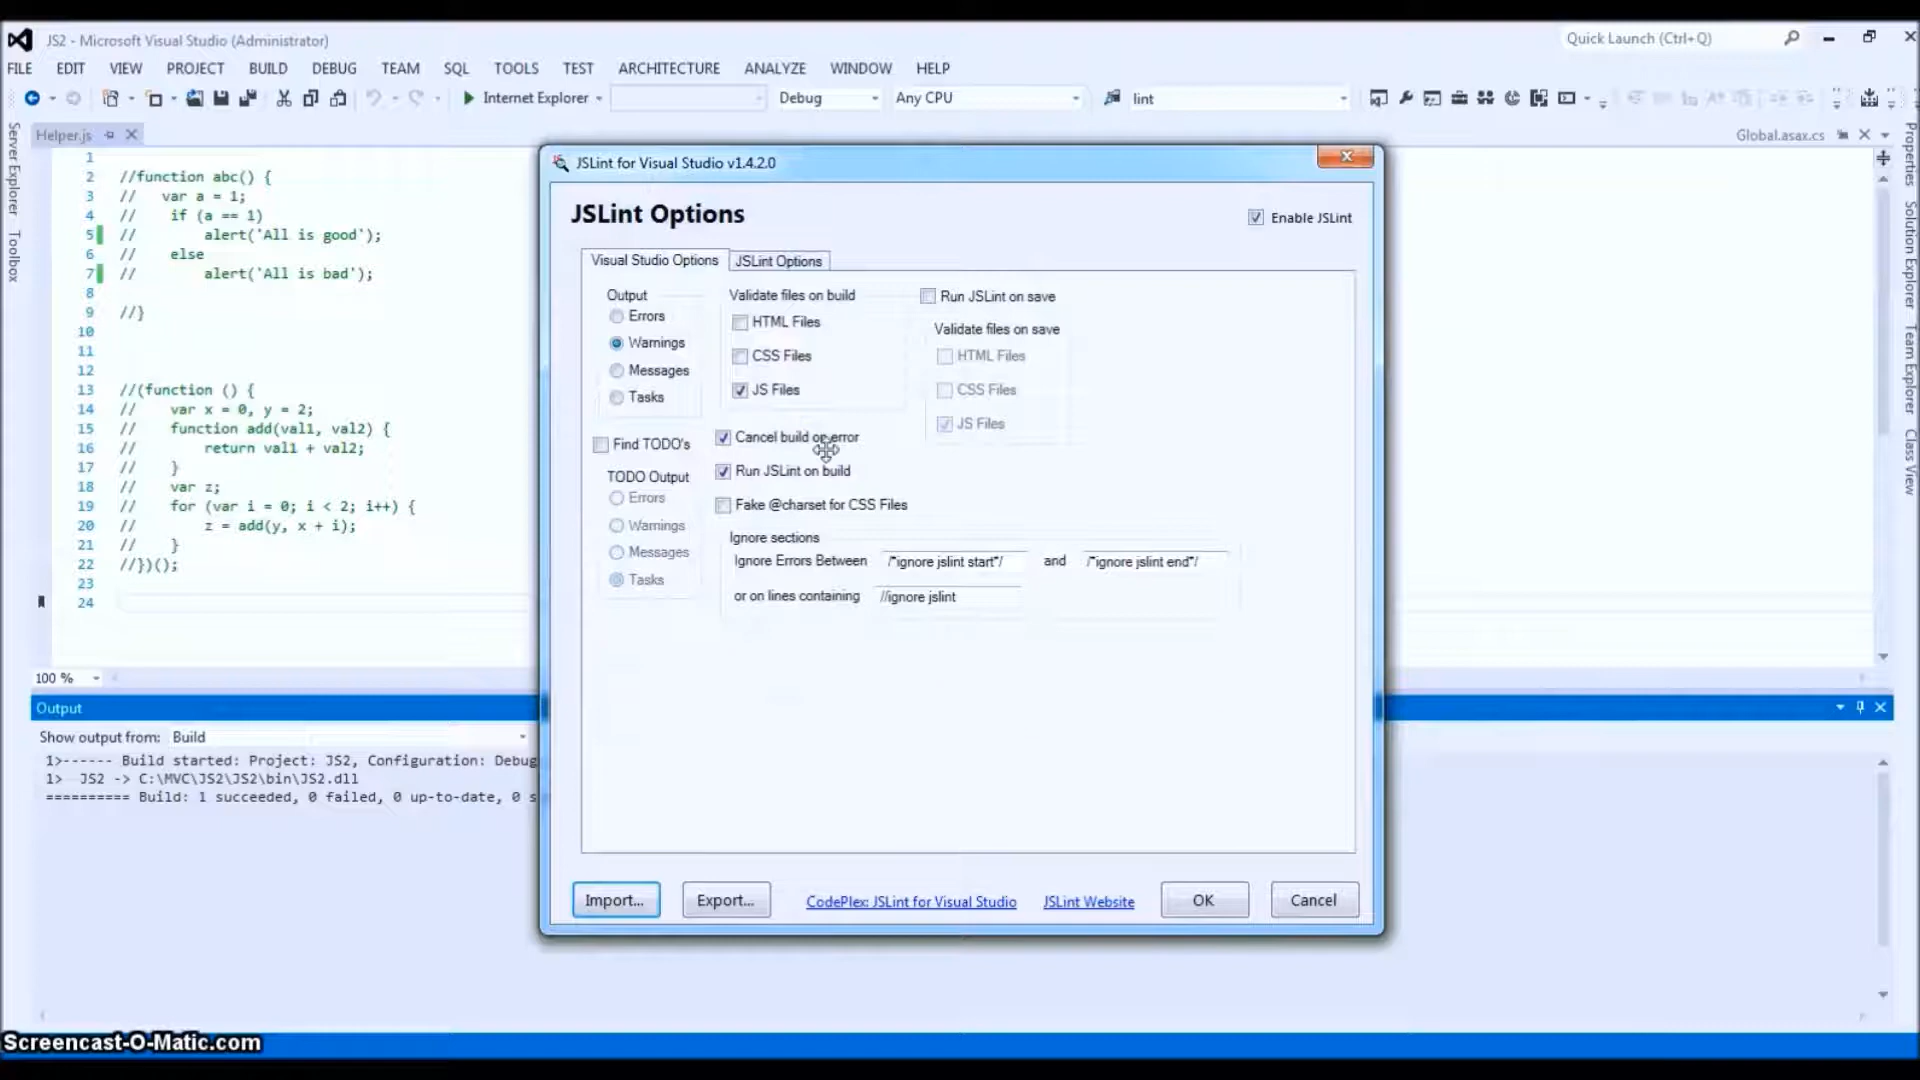 JS2 - Microsoft Visual Studio (Administrator)
Quick Launch (Ctrl+Q)
FILE EDIT VIEW PROJECT BUILD DEBUG TEAM SQL TOOLS TEST ARCHITECTURE ANALYZE WINDOW HELP
Internet Explorer Debug Any CPU lint
Helper.js
Global.asax.cs
Server Explorer
Toolbox
1
2 //function abc() {
3 // var a = 1;
4 // if (a == 1)
5 // alert('All is good');
6 // else
7 // alert('All is bad');
8
9 //}
10
11
12
13 //(function () {
14 // var x = 0, y = 2;
15 // function add(val1, val2) {
16 // return val1 + val2;
17 // }
18 // var z;
19 // for (var i = 0; i < 2; i++) {
20 // z = add(y, x + i);
21 // }
22 //})();
23
24
100 %
JSLint for Visual Studio v1.4.2.0
JSLint Options
Enable JSLint
Visual Studio Options JSLint Options
Output
Errors
Warnings
Messages
Tasks
Find TODO's
TODO Output
Errors
Warnings
Messages
Tasks
Validate files on build
HTML Files
CSS Files
JS Files
Cancel build on error
Run JSLint on build
Fake @charset for CSS Files
Run JSLint on save
Validate files on save
HTML Files
CSS Files
JS Files
Ignore sections
Ignore Errors Between /*ignore jslint start*/ and /*ignore jslint end*/
or on lines containing //ignore jslint
Import... Export... CodePlex: JSLint for Visual Studio JSLint Website OK Cancel
Properties
Solution Explorer
Team Explorer
Class View
Output
Show output from: Build
1>------ Build started: Project: JS2, Configuration: Debug
1> JS2 -> C:\MVC\JS2\JS2\bin\JS2.dll
========== Build: 1 succeeded, 0 failed, 0 up-to-date, 0 s
Screencast-O-Matic.com